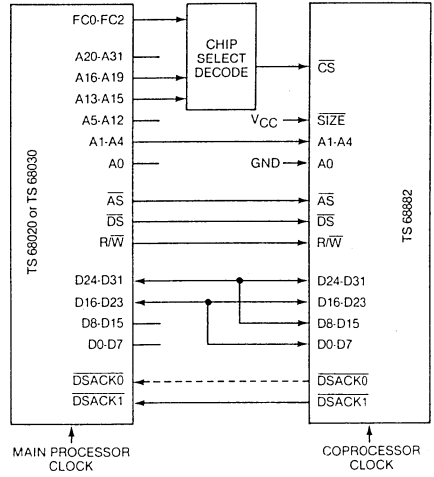 FC0-FC2
A20-A31
A16-A19
A13-A15
A5-A12
A1-A4
A0
AS
DS
R/W
D24-D31
D16-D23
D8-D15
D0-D7
DSACK0
DSACK1
TS 68020 or TS 68030
MAIN PROCESSOR
CLOCK
CHIP
SELECT
DECODE
VCC
GND
CS
SIZE
A1-A4
A0
AS
DS
R/W
D24-D31
D16-D23
D8-D15
D0-D7
DSACK0
DSACK1
TS 68882
COPROCESSOR
CLOCK